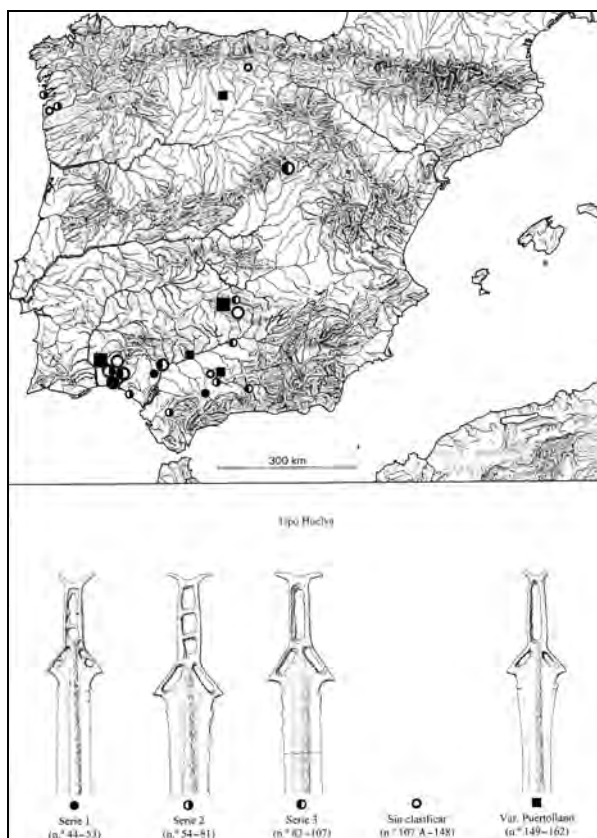 300 km
Tipo Huelva
Serie 1
(n.º 44-53)
Serie 2
(n.º 54-81)
Serie 3
(n.º 82-107)
Sin clasificar
(n.º 107 A-148)
Var. Puertollano
(n.º 149-162)